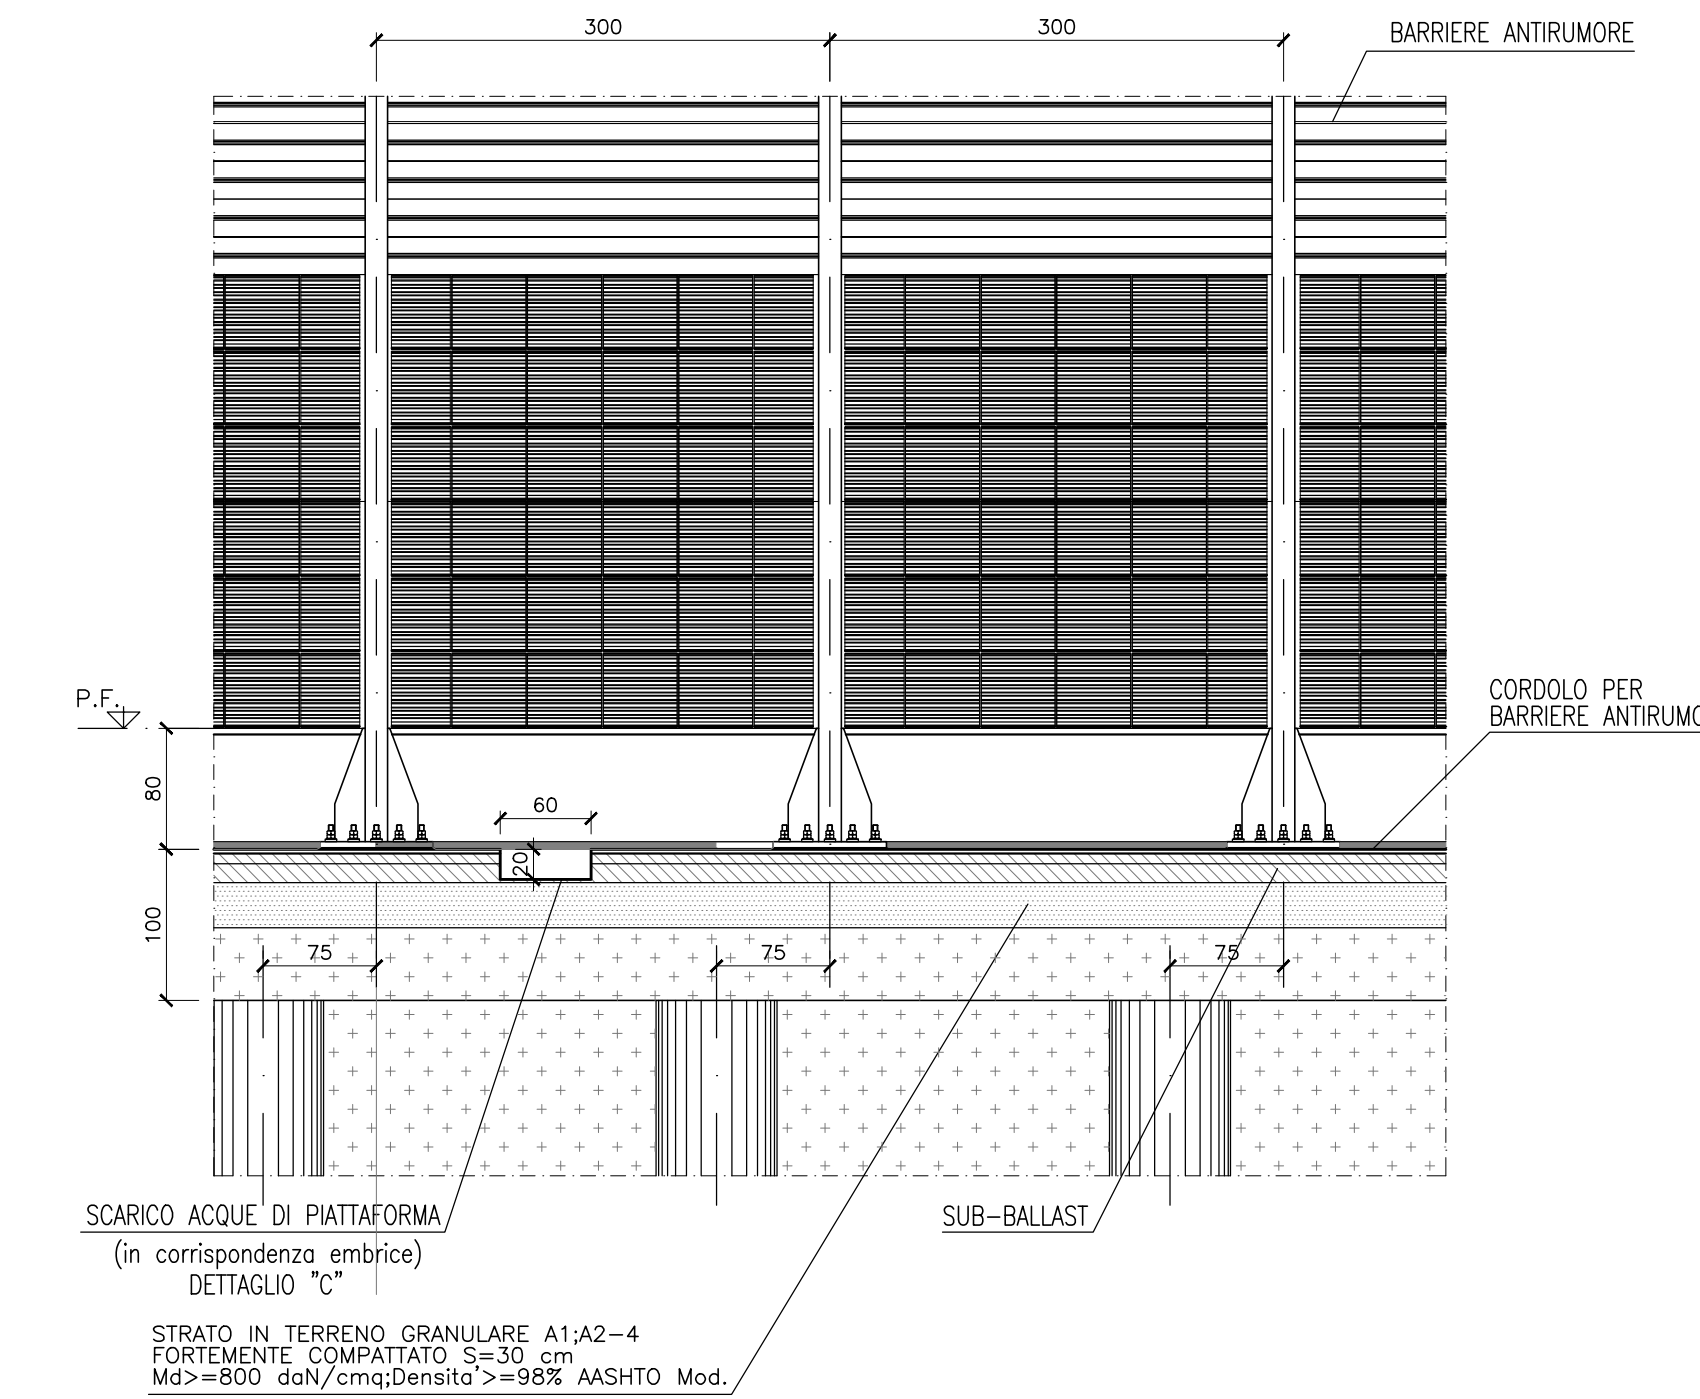 300
300
BARRIERE ANTIRUMORE
P.F.
CORDOLO PER
BARRIERE ANTIRUMO
80
60
20
100
75
75
75
SCARICO ACQUE DI PIATTAFORMA
(in corrispondenza embrice)
DETTAGLIO "C"
SUB-BALLAST
STRATO IN TERRENO GRANULARE A1;A2-4
FORTEMENTE COMPATTATO S=30 cm
Md>=800 daN/cmq;Densita'>=98% AASHTO Mod.